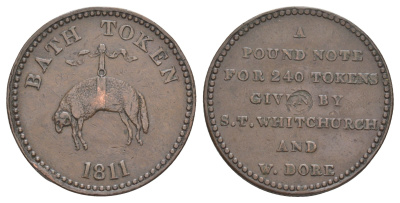 BATH TOKEN
1811
A
POUND NOTE
FOR 240 TOKENS
GIVEN BY
S.T. WHITCHURCH
AND
W. DORE